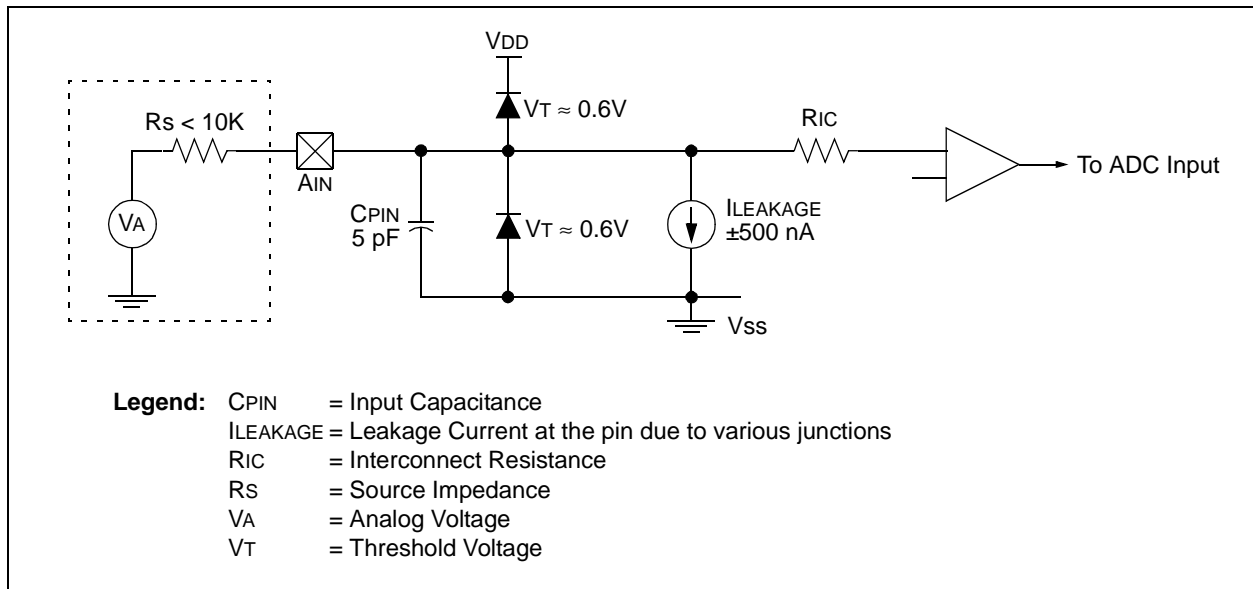 VDD
Rs < 10K
VT ≈ 0.6V
RIC
AIN
To ADC Input
VA
CPIN
5 pF
VT ≈ 0.6V
ILEAKAGE
±500 nA
Vss
Legend: CPIN = Input Capacitance
ILEAKAGE = Leakage Current at the pin due to various junctions
RIC = Interconnect Resistance
RS = Source Impedance
VA = Analog Voltage
VT = Threshold Voltage